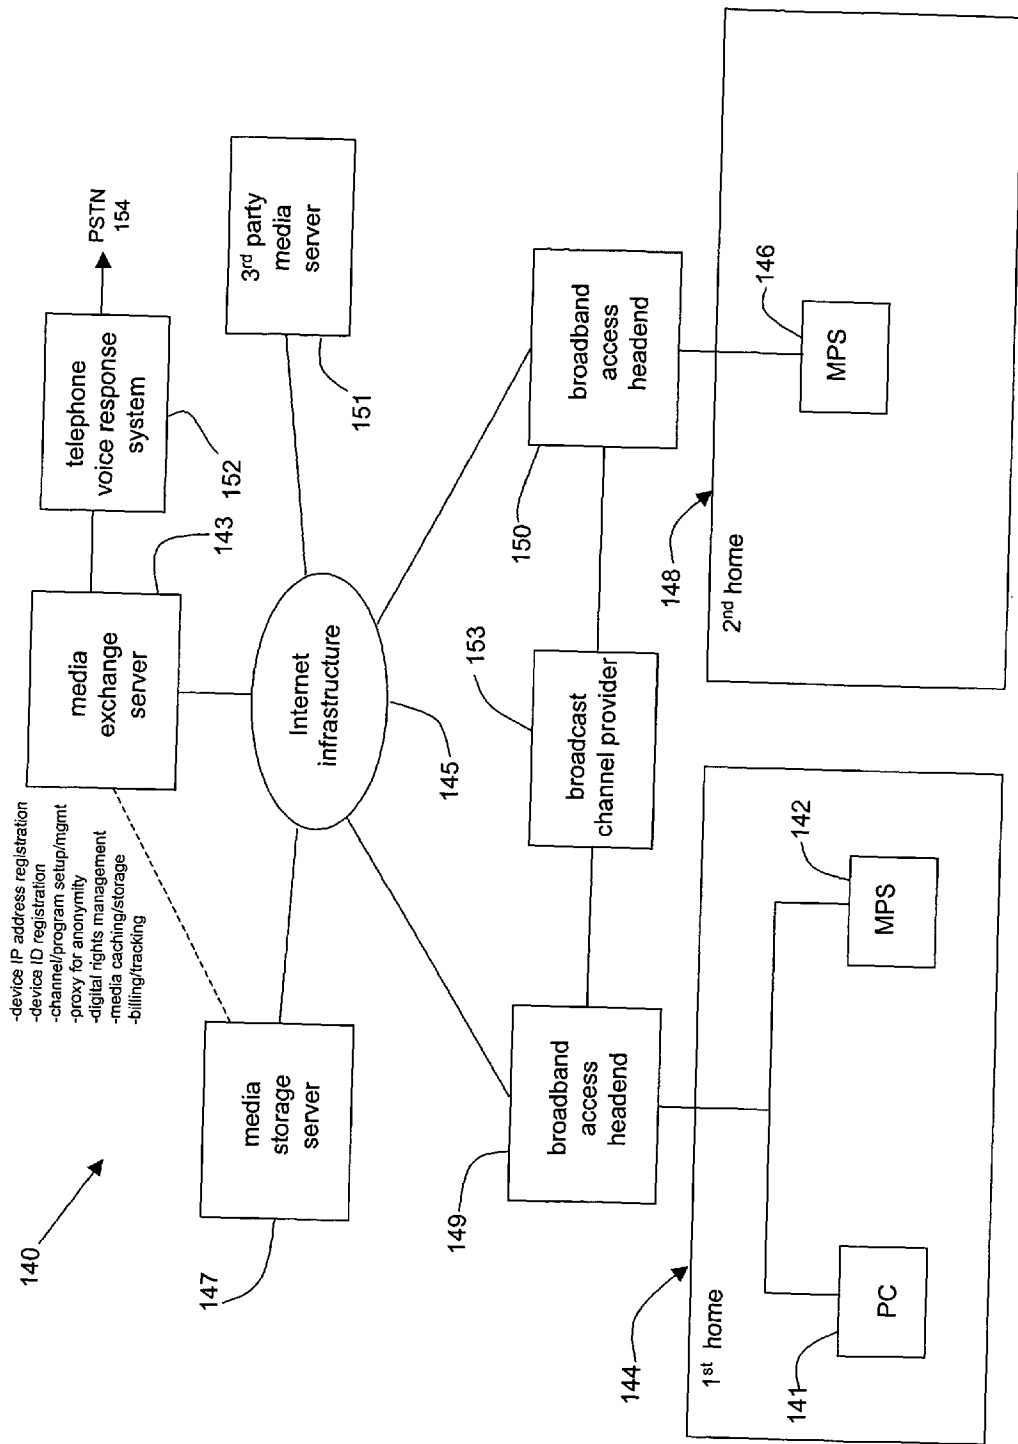 140
-device IP address registration
-device ID registration
-channel/program setup/mgmt
-proxy for anonymity
-digital rights management
-media caching/storage
-billing/tracking
media
exchange
server
143
telephone
voice response
system
152
PSTN
154
media
storage
server
147
Internet
infrastructure
145
3rd party
media
server
151
broadband
access
headend
149
broadcast
channel provider
153
broadband
access
headend
150
144
1st home
PC
141
MPS
142
148
2nd home
MPS
146